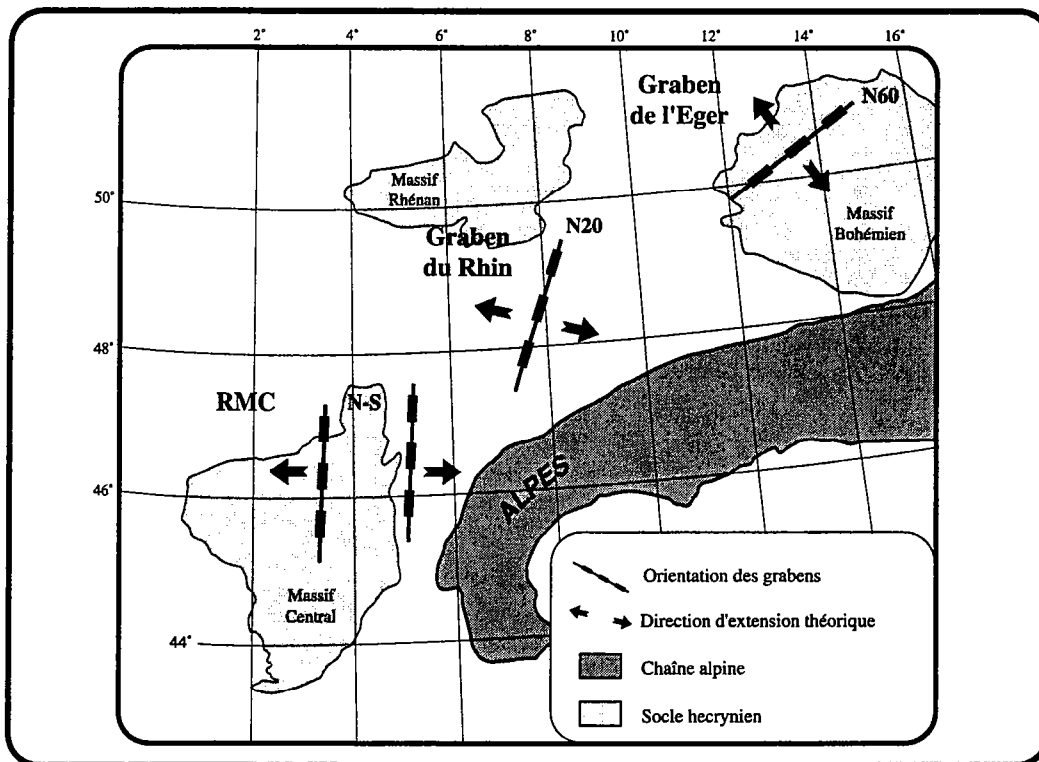 2°
4°
6°
8°
10°
12°
14°
16°
Graben
de l'Eger
N60
50°
Massif
Rhénan
Massif
Bohémien
Graben
du Rhin
N20
48°
RMC
N-S
46°
ALPES
Massif
Central
44°
Orientation des grabens
Direction d'extension théorique
Chaîne alpine
Socle hecrynien